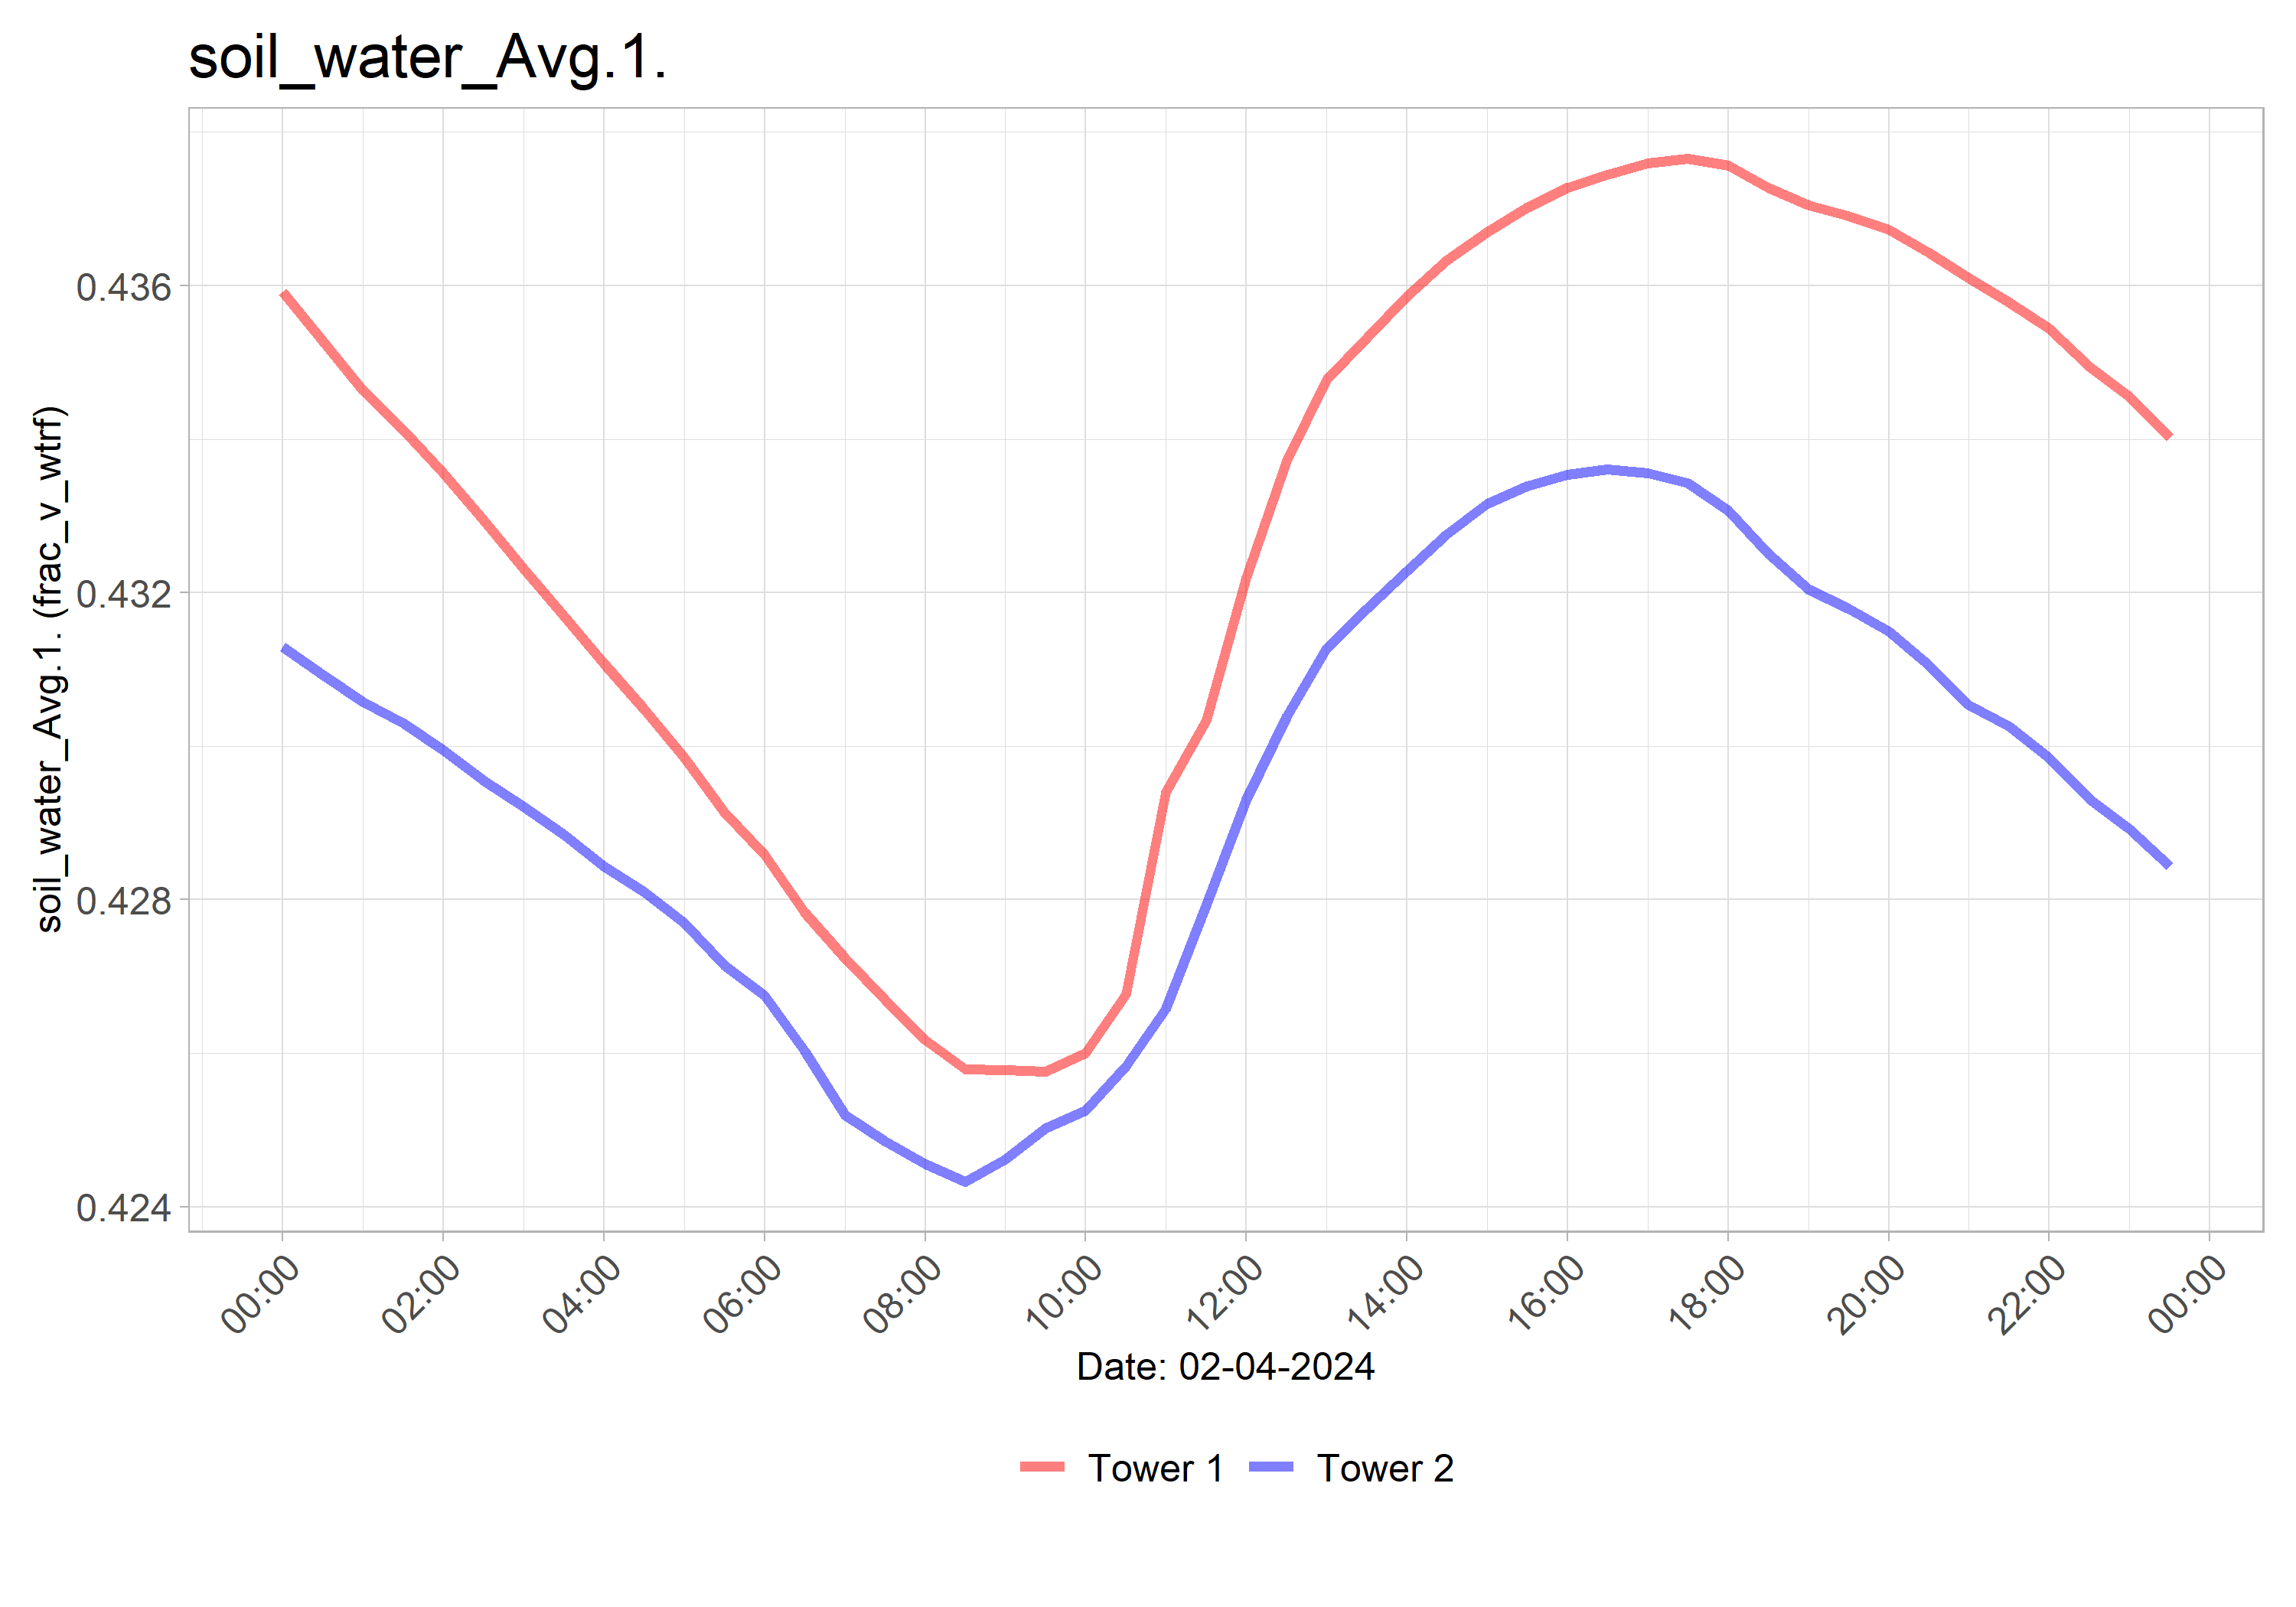 soil_water_Avg.1.
soil_water_Avg.1. (frac_v_wtrf)
0.436
0.432
0.428
0.424
00:00 02:00 04:00 06:00 08:00 10:00 12:00 14:00 16:00 18:00 20:00 22:00 00:00
Date: 02-04-2024
Tower 1 Tower 2